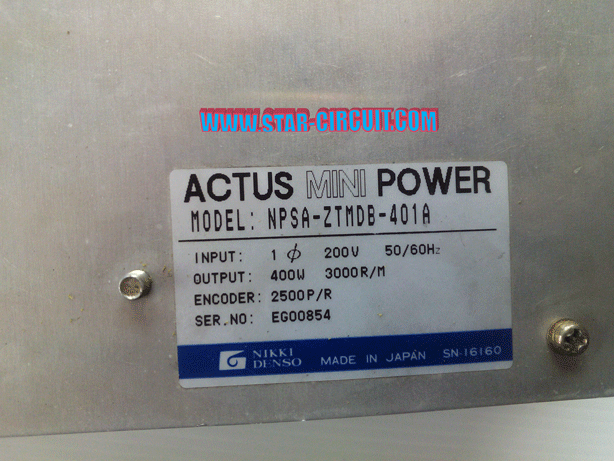 WWW.STAR-CIRCUIT.COM
ACTUS MINI POWER
MODEL: NPSA-ZTMDB-401A
INPUT: 1 ϕ 200V 50/60Hz
OUTPUT: 400W 3000R/M
ENCODER: 2500P/R
SER.NO: EG00854
NIKKI DENSO MADE IN JAPAN SN-16160